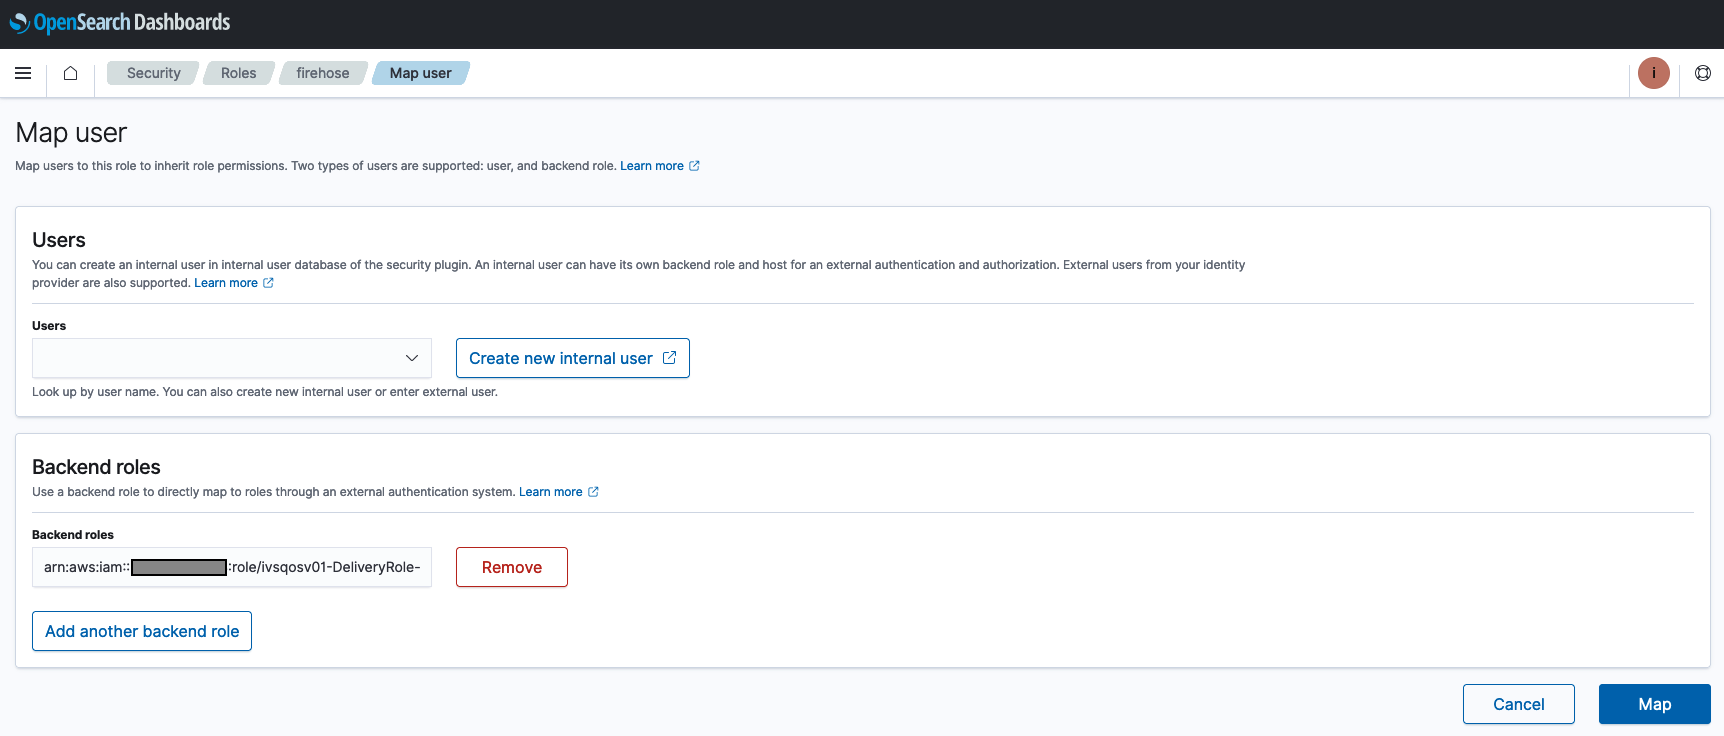 OpenSearch Dashboards
Security Roles firehose Map user
i
Map user
Map users to this role to inherit role permissions. Two types of users are supported: user, and backend role. Learn more
Users
You can create an internal user in internal user database of the security plugin. An internal user can have its own backend role and host for an external authentication and authorization. External users from your identity
provider are also supported. Learn more
Users
Create new internal user
Look up by user name. You can also create new internal user or enter external user.
Backend roles
Use a backend role to directly map to roles through an external authentication system. Learn more
Backend roles
arn:aws:iam:: :role/ivsqosv01-DeliveryRole-
Remove
Add another backend role
Cancel Map